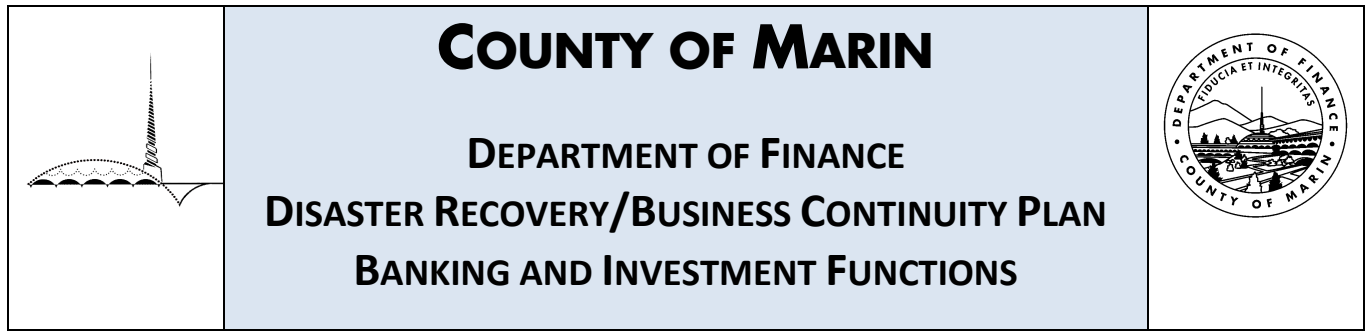 COUNTY OF MARIN
DEPARTMENT OF FINANCE
DISASTER RECOVERY/BUSINESS CONTINUITY PLAN
BANKING AND INVESTMENT FUNCTIONS
DEPARTMENT OF FINANCE
FIDUCIA ET INTEGRITAS
• COUNTY OF MARIN •